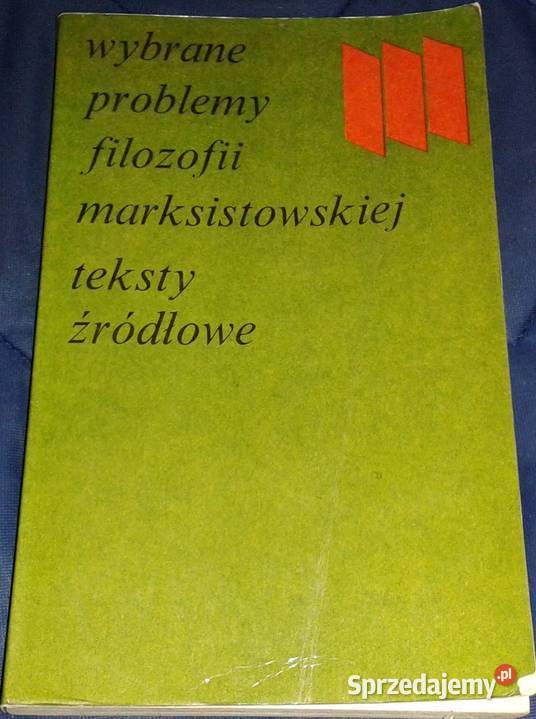 wybrane
problemy
filozofii
marksistowskiej
teksty
źródłowe
Sprzedajemy.pl